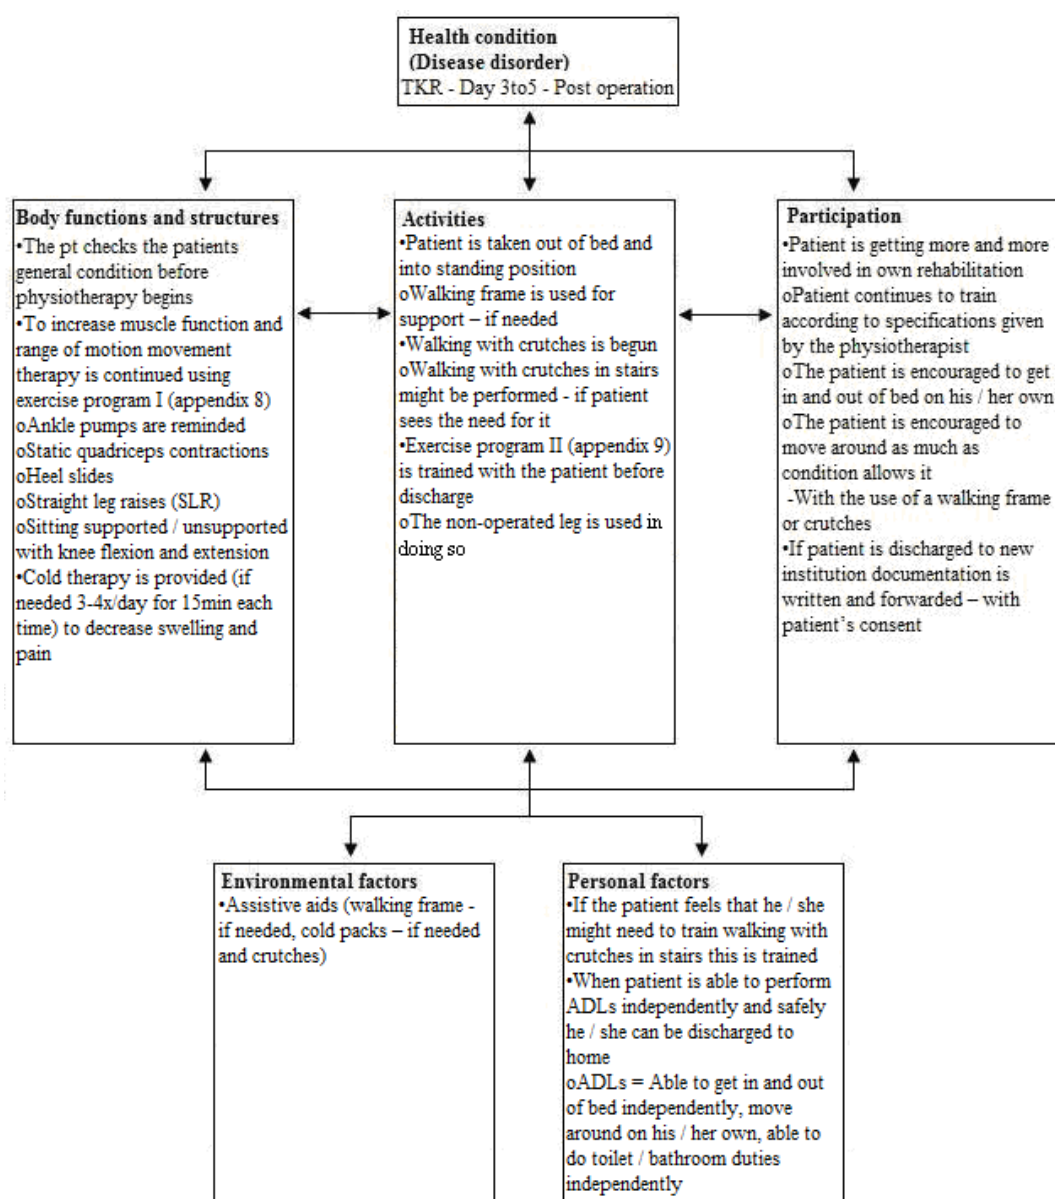 Health condition
(Disease disorder)
TKR - Day 3to5 - Post operation
Body functions and structures
•The pt checks the patients
general condition before
physiotherapy begins
•To increase muscle function and
range of motion movement
therapy is continued using
exercise program I (appendix 8)
oAnkle pumps are reminded
oStatic quadriceps contractions
oHeel slides
oStraight leg raises (SLR)
oSitting supported / unsupported
with knee flexion and extension
•Cold therapy is provided (if
needed 3-4x/day for 15min each
time) to decrease swelling and
pain
Activities
•Patient is taken out of bed and
into standing position
oWalking frame is used for
support – if needed
•Walking with crutches is begun
oWalking with crutches in stairs
might be performed - if patient
sees the need for it
•Exercise program II (appendix 9)
is trained with the patient before
discharge
oThe non-operated leg is used in
doing so
Participation
•Patient is getting more and more
involved in own rehabilitation
oPatient continues to train
according to specifications given
by the physiotherapist
oThe patient is encouraged to get
in and out of bed on his / her own
oThe patient is encouraged to
move around as much as
condition allows it
-With the use of a walking frame
or crutches
•If patient is discharged to new
institution documentation is
written and forwarded – with
patient’s consent
Environmental factors
•Assistive aids (walking frame -
if needed, cold packs – if needed
and crutches)
Personal factors
•If the patient feels that he / she
might need to train walking with
crutches in stairs this is trained
•When patient is able to perform
ADLs independently and safely
he / she can be discharged to
home
oADLs = Able to get in and out
of bed independently, move
around on his / her own, able to
do toilet / bathroom duties
independently